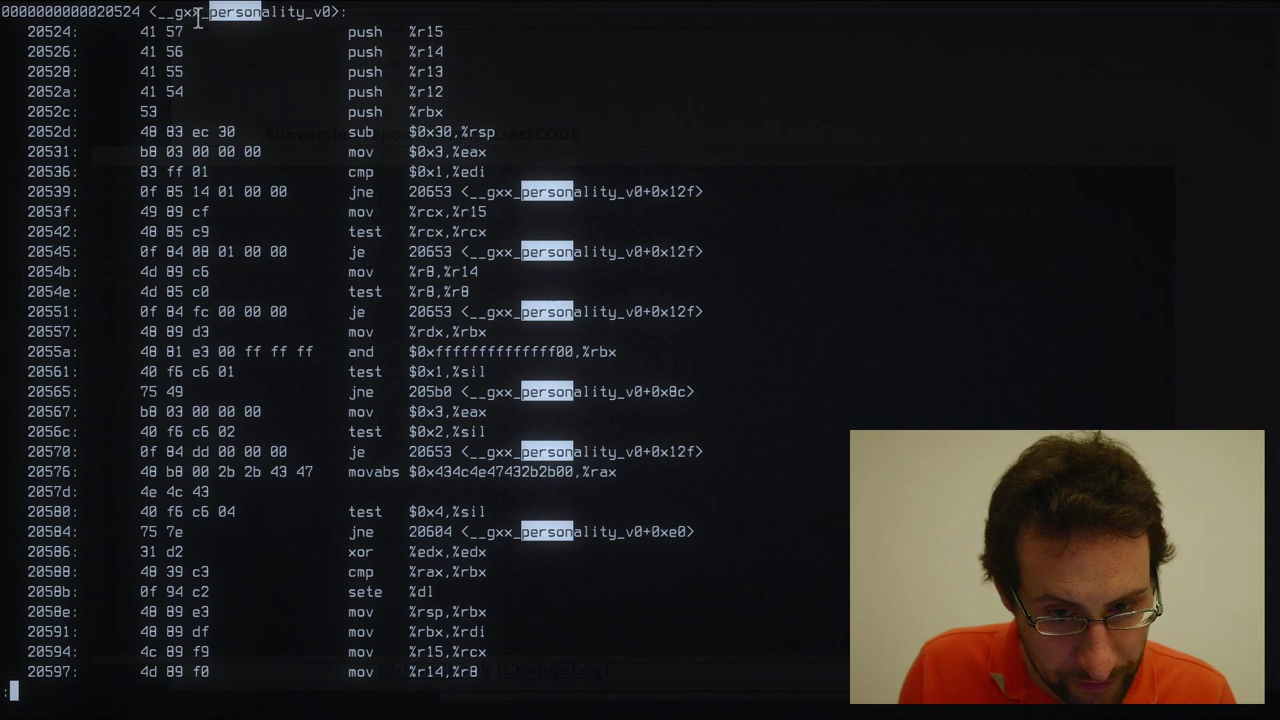 0000000000020524 <__gxx_personality_v0>:
20524: 41 57 push %r15
20526: 41 56 push %r14
20528: 41 55 push %r13
2052a: 41 54 push %r12
2052c: 53 push %rbx
2052d: 48 83 ec 30 sub $0x30,%rsp
20531: b8 03 00 00 00 mov $0x3,%eax
20536: 83 ff 01 cmp $0x1,%edi
20539: 0f 85 14 01 00 00 jne 20653 <__gxx_personality_v0+0x12f>
2053f: 49 89 cf mov %rcx,%r15
20542: 48 85 c9 test %rcx,%rcx
20545: 0f 84 08 01 00 00 je 20653 <__gxx_personality_v0+0x12f>
2054b: 4d 89 c6 mov %r8,%r14
2054e: 4d 85 c0 test %r8,%r8
20551: 0f 84 fc 00 00 00 je 20653 <__gxx_personality_v0+0x12f>
20557: 48 89 d3 mov %rdx,%rbx
2055a: 48 81 e3 00 ff ff ff and $0xffffffffffffff00,%rbx
20561: 40 f6 c6 01 test $0x1,%sil
20565: 75 49 jne 205b0 <__gxx_personality_v0+0x8c>
20567: b8 03 00 00 00 mov $0x3,%eax
2056c: 40 f6 c6 02 test $0x2,%sil
20570: 0f 84 dd 00 00 00 je 20653 <__gxx_personality_v0+0x12f>
20576: 48 b8 00 2b 2b 43 47 movabs $0x434c4e47432b2b00,%rax
2057d: 4e 4c 43
20580: 40 f6 c6 04 test $0x4,%sil
20584: 75 7e jne 20604 <__gxx_personality_v0+0xe0>
20586: 31 d2 xor %edx,%edx
20588: 48 39 c3 cmp %rax,%rbx
2058b: 0f 94 c2 sete %dl
2058e: 48 89 e3 mov %rsp,%rbx
20591: 48 89 df mov %rbx,%rdi
20594: 4c 89 f9 mov %r15,%rcx
20597: 4d 89 f0 mov %r14,%r8
: